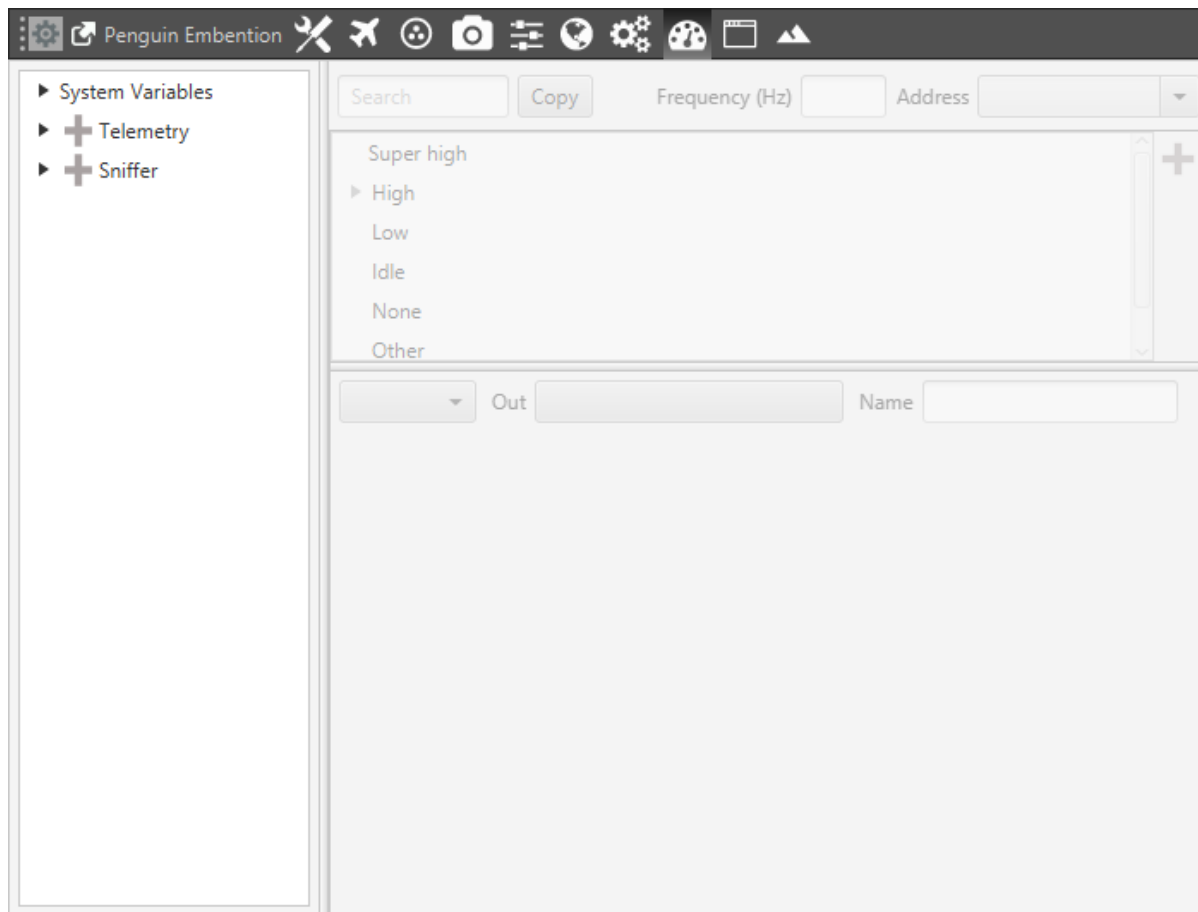 Penguin Embention
System Variables
Telemetry
Sniffer
Search Copy Frequency (Hz) Address
Super high
High
Low
Idle
None
Other
Out Name